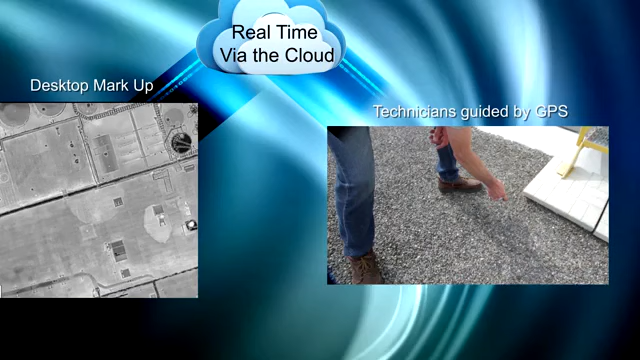 Real Time
Via the Cloud
Desktop Mark Up
Technicians guided by GPS